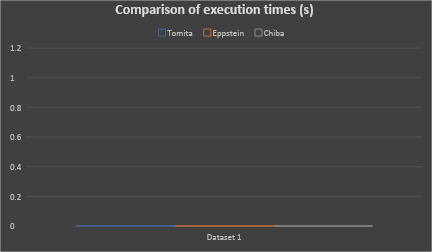 Comparison of execution times (s)
Tomita Eppstein Chiba
1.2
1
0.8
0.6
0.4
0.2
0
Dataset 1